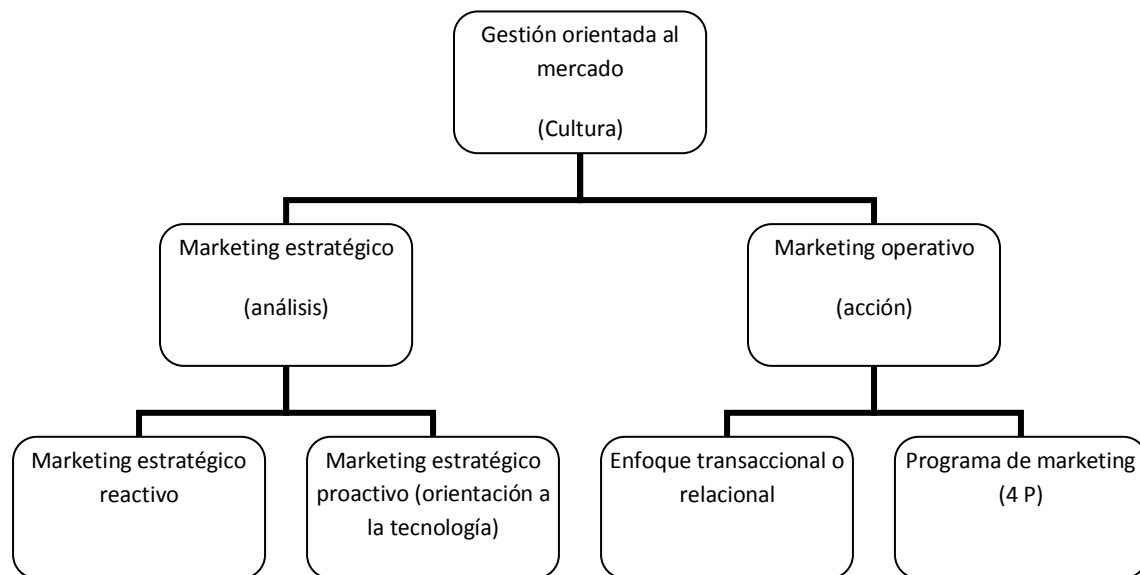 Gestión orientada al
mercado
(Cultura)
Marketing estratégico
(análisis)
Marketing operativo
(acción)
Marketing estratégico
reactivo
Marketing estratégico
proactivo (orientación a
la tecnología)
Enfoque transaccional o
relacional
Programa de marketing
(4 P)